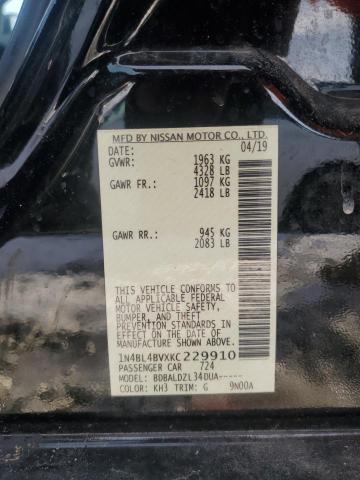 MFD BY NISSAN MOTOR CO., LTD.
DATE: 04/19
GVWR: 1963 KG
4328 LB
GAWR FR: 1097 KG
2418 LB
GAWR RR: 945 KG
2083 LB
THIS VEHICLE CONFORMS TO
ALL APPLICABLE FEDERAL
MOTOR VEHICLE SAFETY,
BUMPER, AND THEFT
PREVENTION STANDARDS IN
EFFECT ON THE DATE OF
MANUFACTURE SHOWN ABOVE.
1N4BL4BVXKC229910
PASSENGER CAR 724
MODEL: BDBALDZL34DUA-----
COLOR: KH3 TRIM: G 9N00A